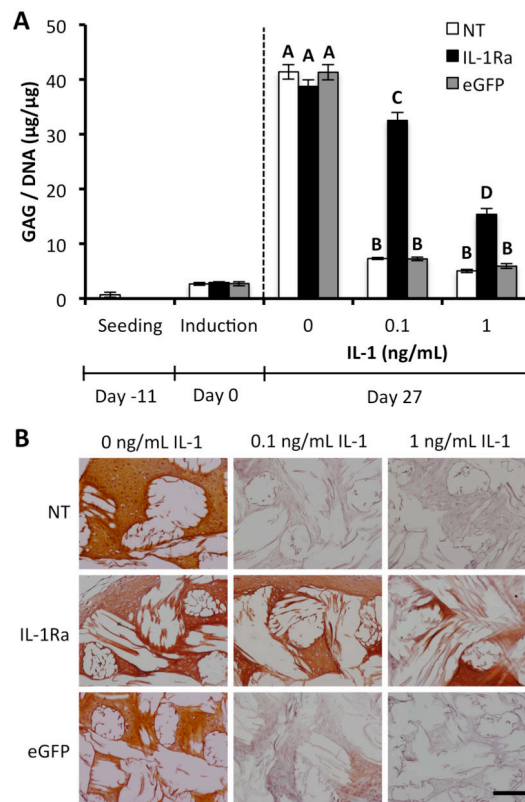 A
NT
IL-1Ra
eGFP
GAG / DNA (µg/µg)
50
40
30
20
10
0
A A A
C
B B
D
B B
Seeding Induction 0 0.1 1
IL-1 (ng/mL)
Day -11 Day 0 Day 27
B
0 ng/mL IL-1 0.1 ng/mL IL-1 1 ng/mL IL-1
NT
IL-1Ra
eGFP